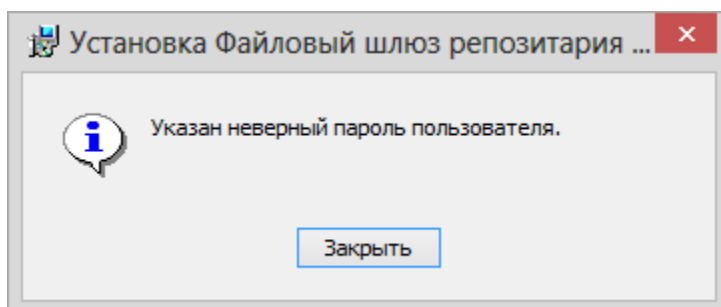 Установка Файловый шлюз репозитария ...
Указан неверный пароль пользователя.
Закрыть